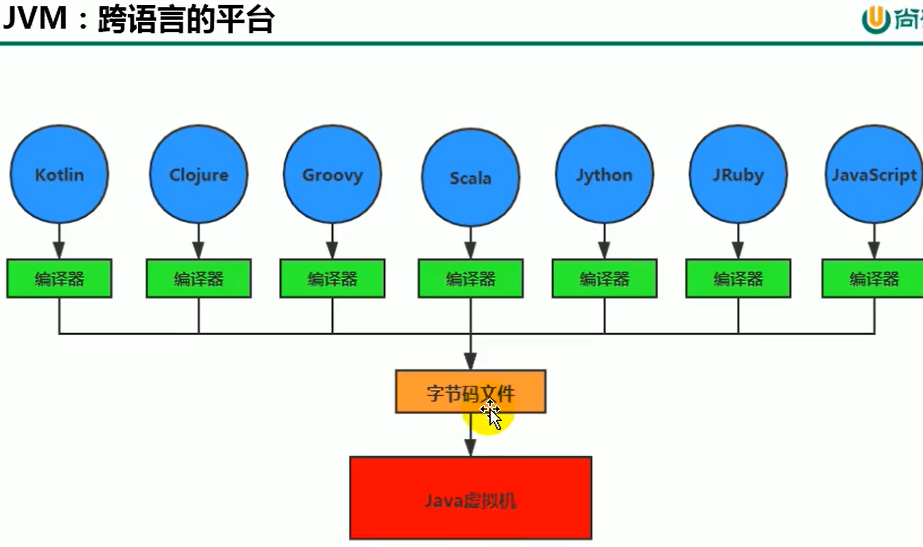 JVM：跨语言的平台
尚
Kotlin
Clojure
Groovy
Scala
Jython
JRuby
JavaScript
编译器
编译器
编译器
编译器
编译器
编译器
编译器
字节码文件
Java虚拟机